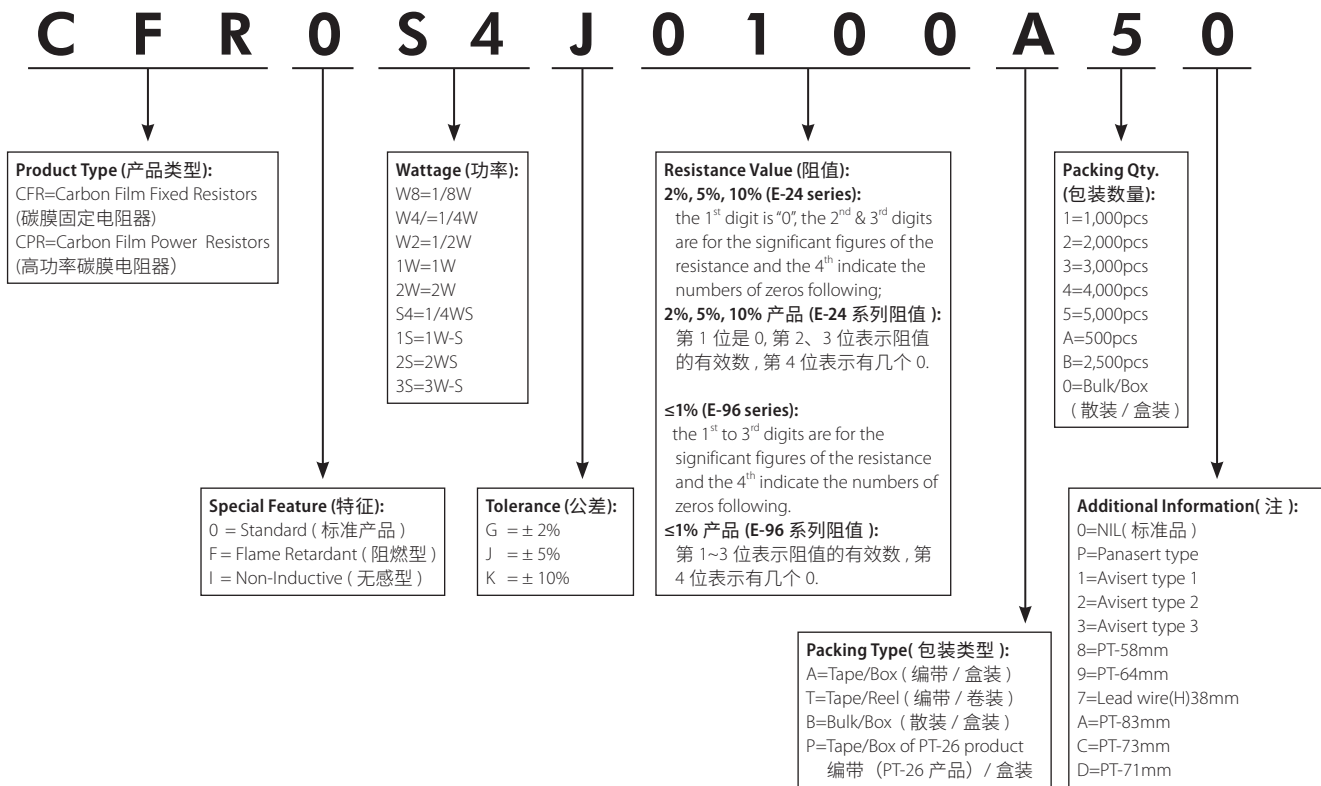 C F R 0 S 4 J 0 1 0 0 A 5 0
Product Type (产品类型):
CFR=Carbon Film Fixed Resistors
(碳膜固定电阻器)
CPR=Carbon Film Power Resistors
(高功率碳膜电阻器）
Wattage (功率):
W8=1/8W
W4/=1/4W
W2=1/2W
1W=1W
2W=2W
S4=1/4WS
1S=1W-S
2S=2WS
3S=3W-S
Resistance Value (阻值):
2%, 5%, 10% (E-24 series):
the 1st digit is “0”, the 2nd & 3rd digits
are for the significant figures of the
resistance and the 4th indicate the
numbers of zeros following;
2%, 5%, 10% 产品 (E-24 系列阻值 ):
第 1 位是 0, 第 2、3 位表示阻值
的有效数 , 第 4 位表示有几个 0.
≤1% (E-96 series):
the 1st to 3rd digits are for the
significant figures of the resistance
and the 4th indicate the numbers of
zeros following.
≤1% 产品 (E-96 系列阻值 ):
第 1~3 位表示阻值的有效数 , 第
4 位表示有几个 0.
Packing Qty.
(包装数量):
1=1,000pcs
2=2,000pcs
3=3,000pcs
4=4,000pcs
5=5,000pcs
A=500pcs
B=2,500pcs
0=Bulk/Box
( 散装 / 盒装 )
Special Feature (特征):
0 = Standard ( 标准产品 )
F = Flame Retardant ( 阻燃型 )
I = Non-Inductive ( 无感型 )
Tolerance (公差):
G = ± 2%
J = ± 5%
K = ± 10%
Packing Type( 包装类型 ):
A=Tape/Box ( 编带 / 盒装 )
T=Tape/Reel ( 编带 / 卷装 )
B=Bulk/Box ( 散装 / 盒装 )
P=Tape/Box of PT-26 product
编带（PT-26 产品）/ 盒装
Additional Information( 注 ):
0=NIL( 标准品 )
P=Panasert type
1=Avisert type 1
2=Avisert type 2
3=Avisert type 3
8=PT-58mm
9=PT-64mm
7=Lead wire(H)38mm
A=PT-83mm
C=PT-73mm
D=PT-71mm